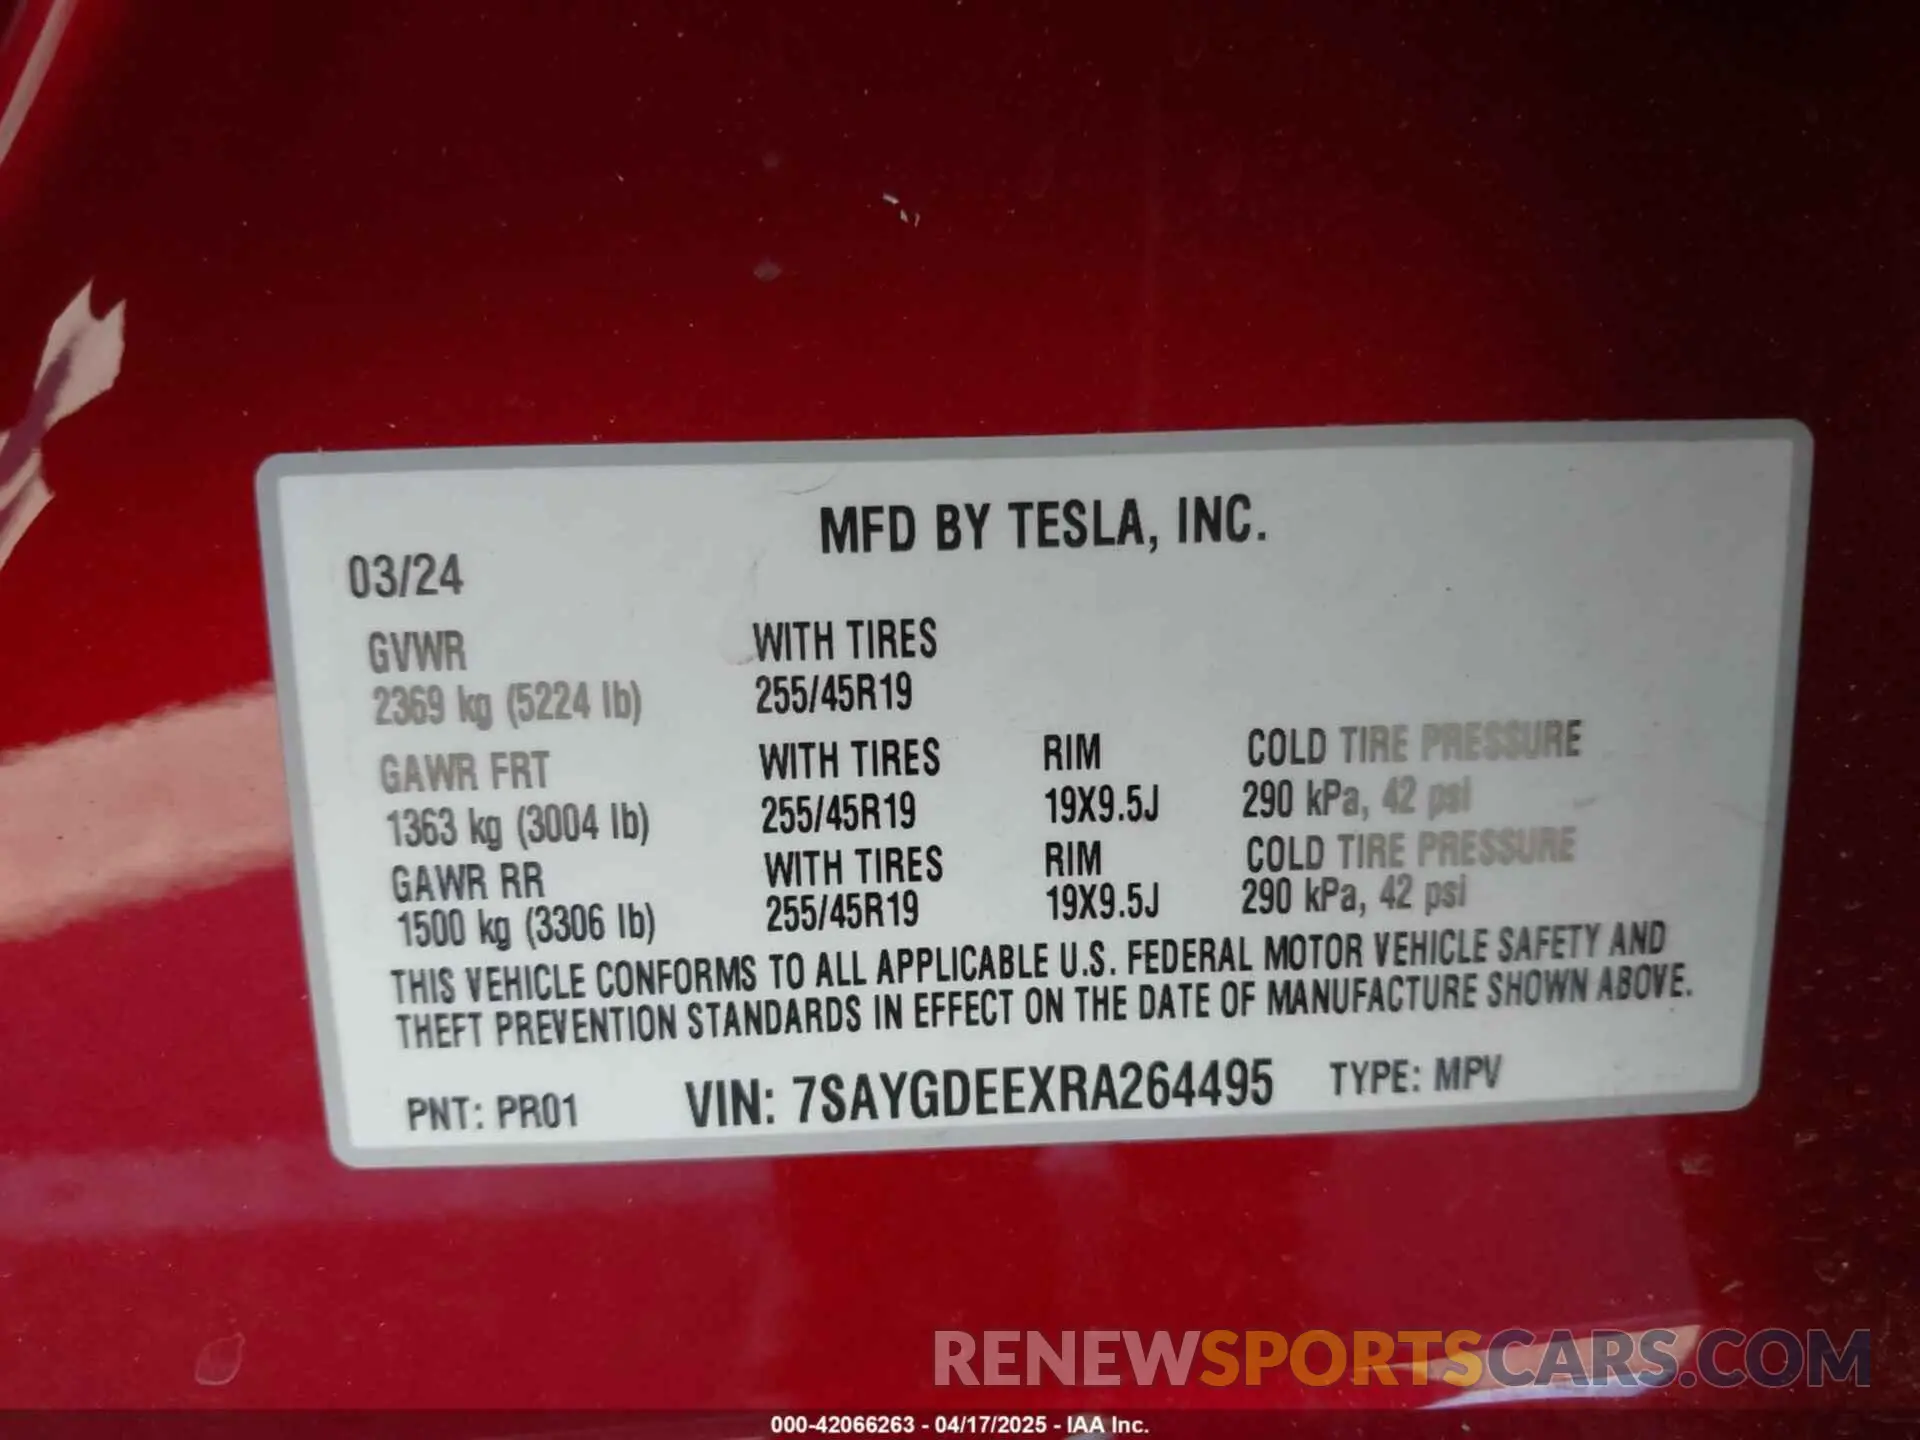 MFD BY TESLA, INC.
03/24
GVWR WITH TIRES
2369 kg (5224 lb) 255/45R19
GAWR FRT WITH TIRES RIM COLD TIRE PRESSURE
1363 kg (3004 lb) 255/45R19 19X9.5J 290 kPa, 42 psi
GAWR RR WITH TIRES RIM COLD TIRE PRESSURE
1500 kg (3306 lb) 255/45R19 19X9.5J 290 kPa, 42 psi
THIS VEHICLE CONFORMS TO ALL APPLICABLE U.S. FEDERAL MOTOR VEHICLE SAFETY AND
THEFT PREVENTION STANDARDS IN EFFECT ON THE DATE OF MANUFACTURE SHOWN ABOVE.
PNT: PR01 VIN: 7SAYGDEEXRA264495 TYPE: MPV
RENEWSPORTSCARS.COM
000-42066263 - 04/17/2025 - IAA Inc.